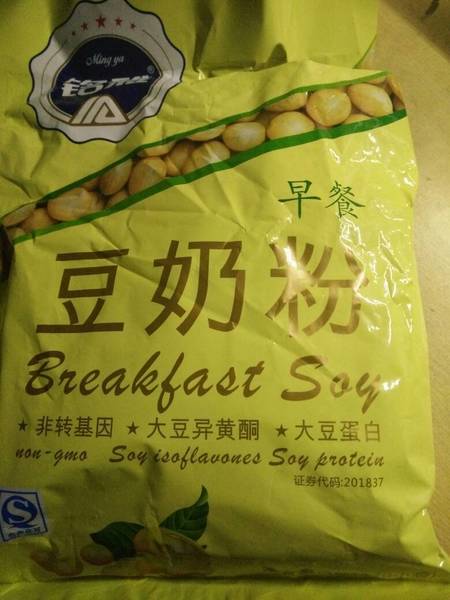 Ming ya
早餐
豆奶粉
Breakfast Soy
★ 非转基因 ★ 大豆异黄酮 ★ 大豆蛋白
non-gmo Soy isoflavones Soy protein
证券代码:201837